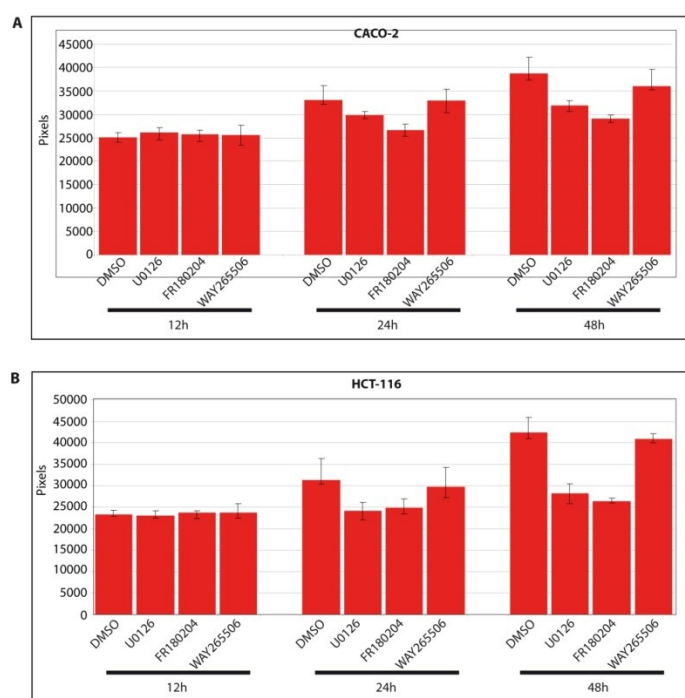 A
CACO-2
Pixels
45000
40000
35000
30000
25000
20000
15000
10000
5000
0
DMSO
U0126
FR180204
WAY265506
DMSO
U0126
FR180204
WAY265506
DMSO
U0126
FR180204
WAY265506
12h
24h
48h
B
HCT-116
Pixels
50000
45000
40000
35000
30000
25000
20000
15000
10000
5000
0
DMSO
U0126
FR180204
WAY265506
DMSO
U0126
FR180204
WAY265506
DMSO
U0126
FR180204
WAY265506
12h
24h
48h